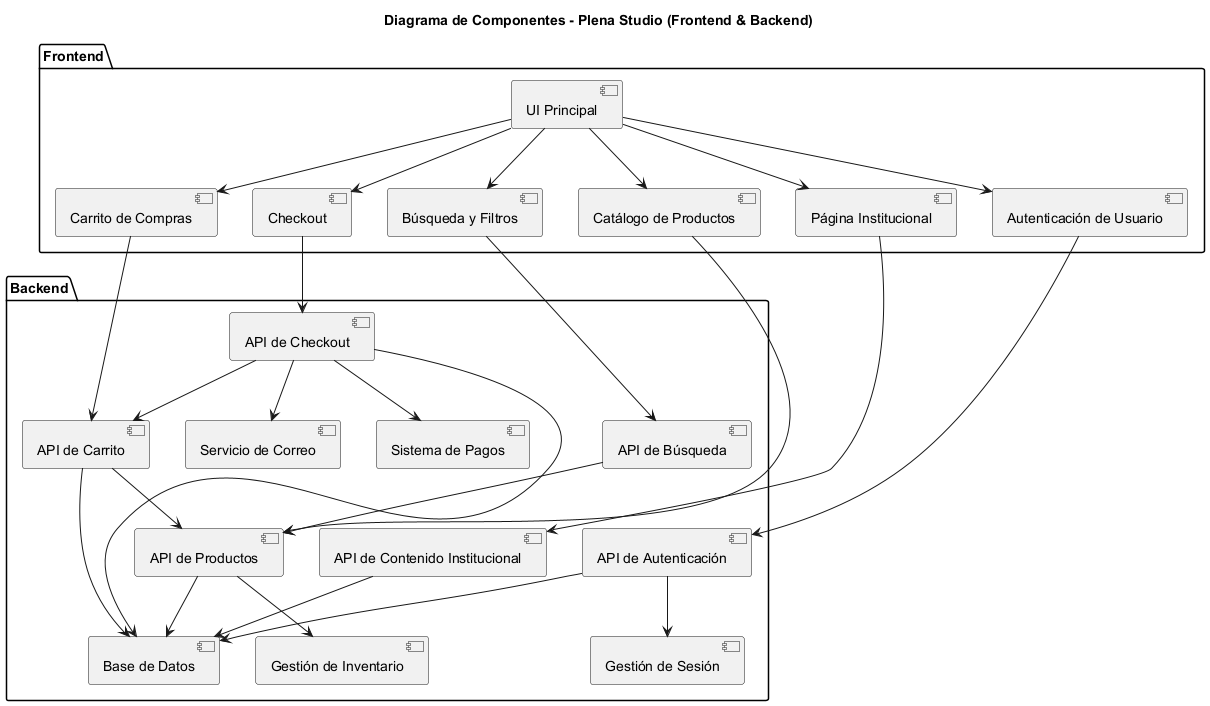 Diagrama de Componentes - Plena Studio (Frontend & Backend)
Frontend
UI Principal
Carrito de Compras
Checkout
Búsqueda y Filtros
Catálogo de Productos
Página Institucional
Autenticación de Usuario
Backend
API de Checkout
API de Carrito
Servicio de Correo
Sistema de Pagos
API de Búsqueda
API de Productos
API de Contenido Institucional
API de Autenticación
Base de Datos
Gestión de Inventario
Gestión de Sesión